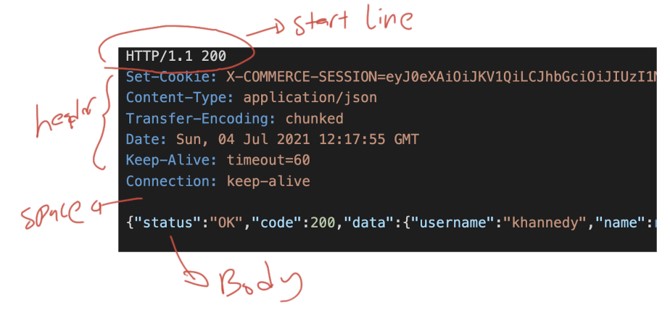 start line
HTTP/1.1 200
Set-Cookie: X-COMMERCE-SESSION=eyJ0eXAiOiJKV1QiLCJhbGciOiJIUzI1N
Content-Type: application/json
header
Transfer-Encoding: chunked
Date: Sun, 04 Jul 2021 12:17:55 GMT
Keep-Alive: timeout=60
Connection: keep-alive
space
{"status":"OK","code":200,"data":{"username":"khannedy","name":
Body